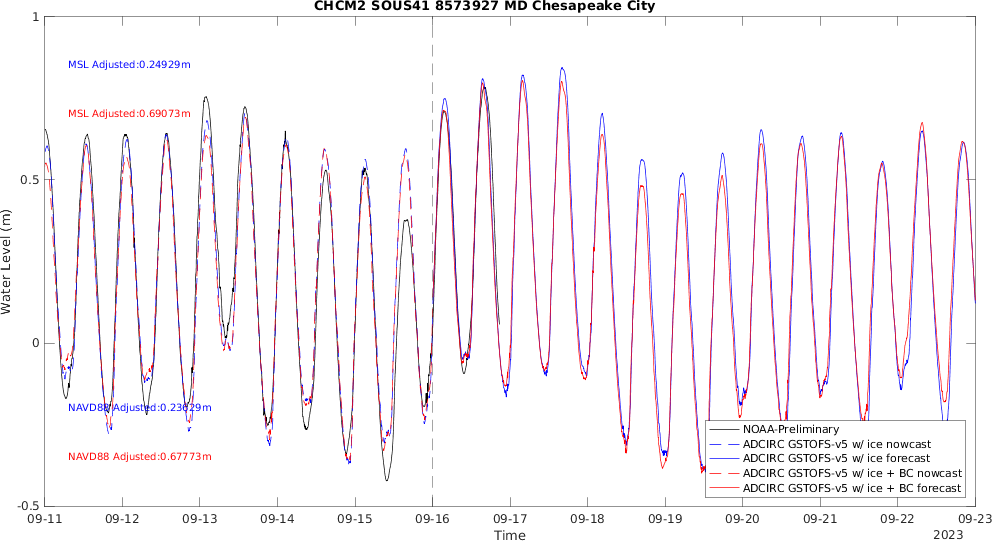 CHCM2 SOUS41 8573927 MD Chesapeake City
1
MSL Adjusted:0.24929m
MSL Adjusted:0.69073m
0.5
Water Level (m)
0
NAVD88 Adjusted:0.23629m
NAVD88 Adjusted:0.67773m
NOAA-Preliminary
ADCIRC GSTOFS-v5 w/ ice nowcast
ADCIRC GSTOFS-v5 w/ ice forecast
ADCIRC GSTOFS-v5 w/ ice + BC nowcast
ADCIRC GSTOFS-v5 w/ ice + BC forecast
-0.5
09-11 09-12 09-13 09-14 09-15 09-16 09-17 09-18 09-19 09-20 09-21 09-22 09-23
Time
2023